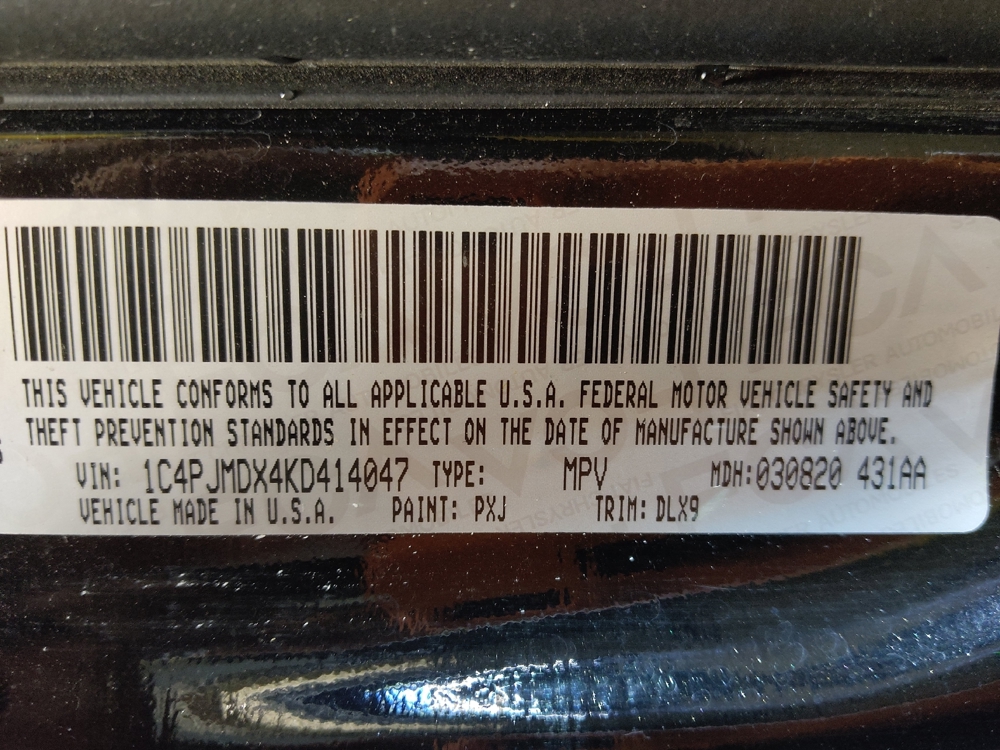 THIS VEHICLE CONFORMS TO ALL APPLICABLE U.S.A. FEDERAL MOTOR VEHICLE SAFETY AND
THEFT PREVENTION STANDARDS IN EFFECT ON THE DATE OF MANUFACTURE SHOWN ABOVE.
VIN: 1C4PJMDX4KD414047 TYPE: MPV MDH:030820 431AA
VEHICLE MADE IN U.S.A. PAINT: PXJ TRIM: DLX9